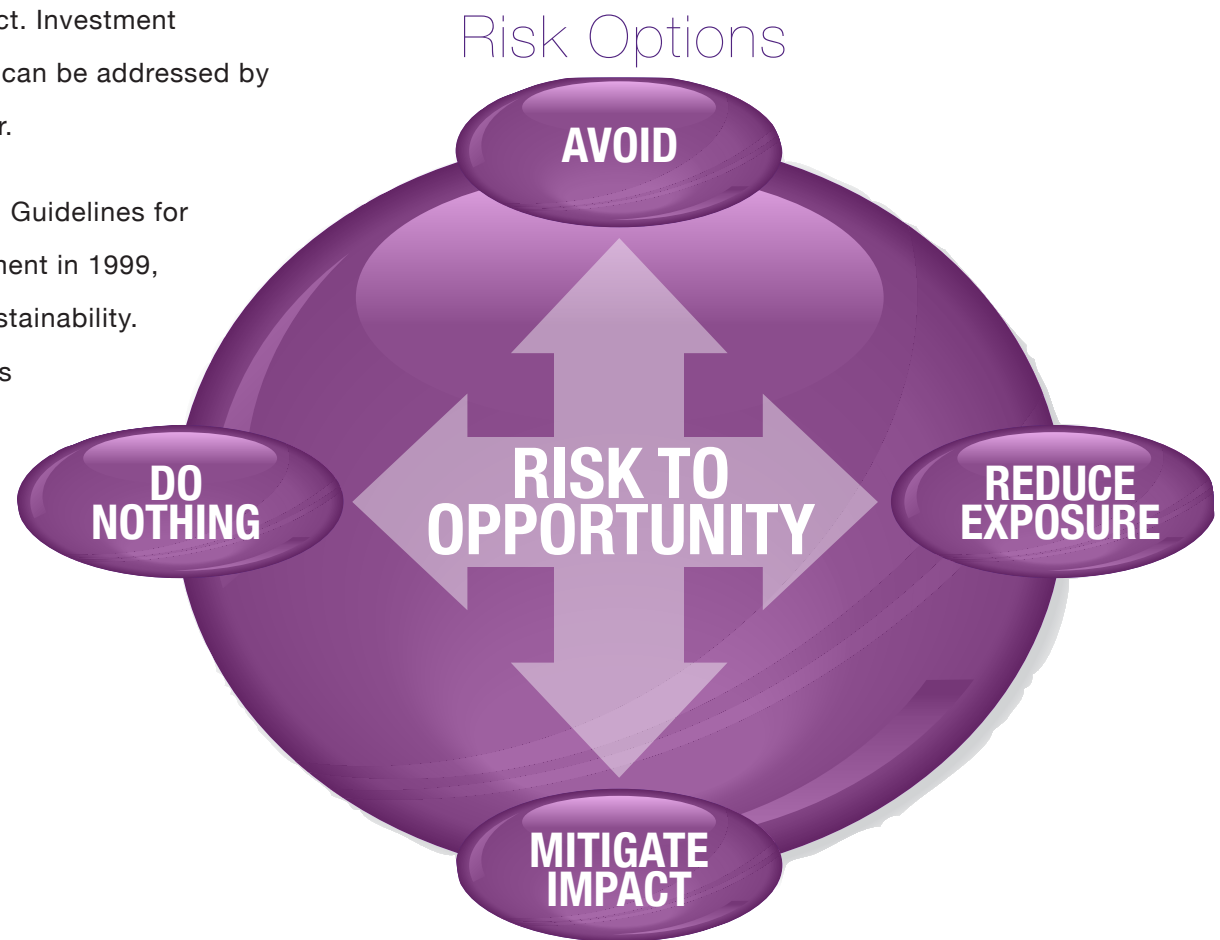 ct. Investment
can be addressed by
r.
Guidelines for
ment in 1999,
stainability.
s
Risk Options
AVOID
DO
NOTHING
RISK TO
OPPORTUNITY
REDUCE
EXPOSURE
MITIGATE
IMPACT